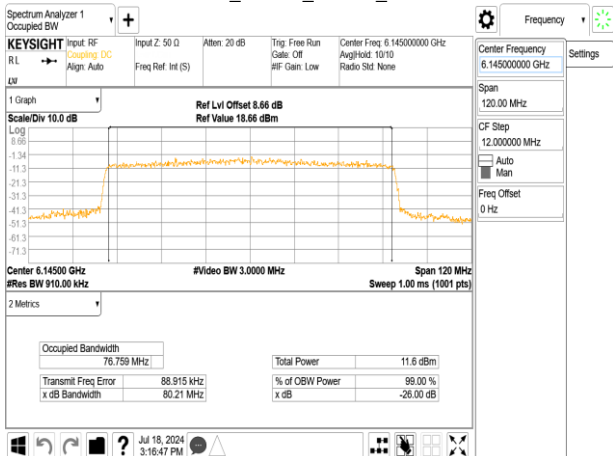 Spectrum Analyzer 1
Occupied BW
KEYSIGHT
RL
Input: RF
Coupling: DC
Align: Auto
Input Z: 50 Ω
Freq Ref: Int (S)
Atten: 20 dB
Trig: Free Run
Gate: Off
#IF Gain: Low
Center Freq: 6.145000000 GHz
Avg|Hold: 10/10
Radio Std: None
1 Graph
Scale/Div 10.0 dB
Ref Lvl Offset 8.66 dB
Ref Value 18.66 dBm
Log
8.66
-1.34
-11.3
-21.3
-31.3
-41.3
-51.3
-61.3
-71.3
Center 6.14500 GHz
#Res BW 910.00 kHz
#Video BW 3.0000 MHz
Span 120 MHz
Sweep 1.00 ms (1001 pts)
2 Metrics
Occupied Bandwidth
76.759 MHz
Total Power 11.6 dBm
Transmit Freq Error 88.915 kHz
% of OBW Power 99.00 %
x dB Bandwidth 80.21 MHz
x dB -26.00 dB
Jul 18, 2024
3:16:47 PM
Frequency
Center Frequency
6.145000000 GHz
Settings
Span
120.00 MHz
CF Step
12.000000 MHz
Auto
Man
Freq Offset
0 Hz